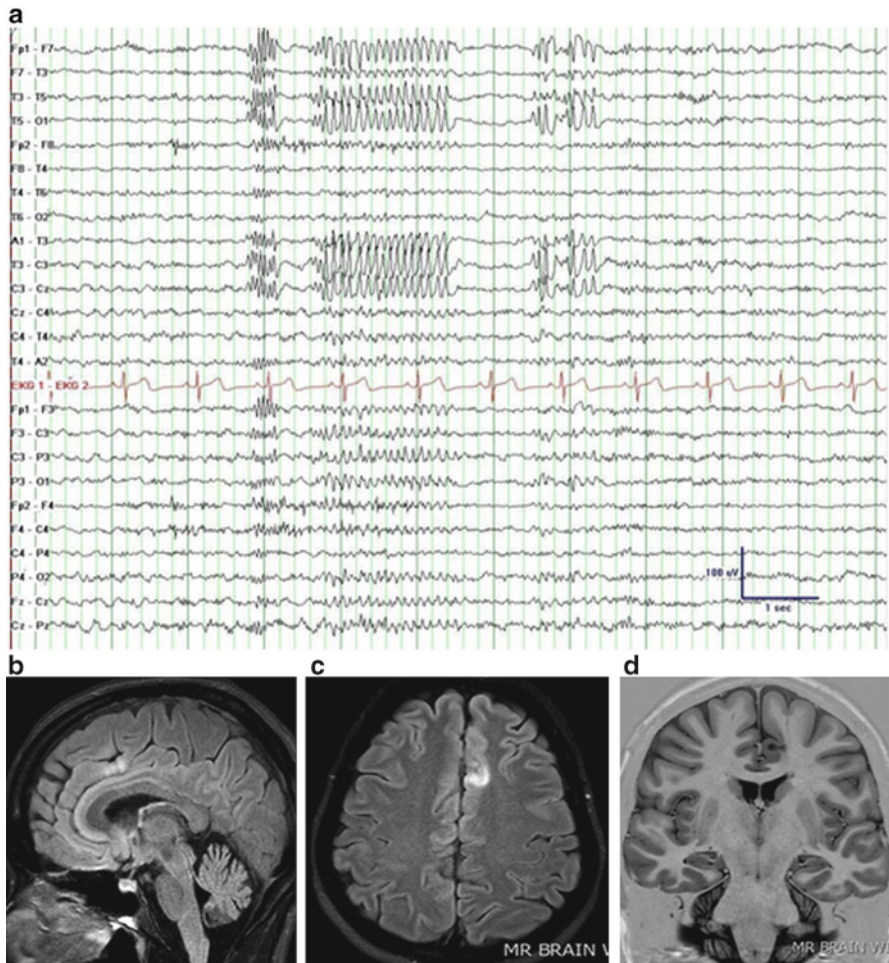 a
Fp1 - F7
F7 - T3
T3 - T5
T5 - O1
Fp2 - F8
F8 - T4
T4 - T6
T6 - O2
A1 - T3
T3 - C3
C3 - Cz
Cz - C4
C4 - T4
T4 - A2
EKG 1 - EKG 2
Fp1 - F3
F3 - C3
C3 - P3
P3 - O1
Fp2 - F4
F4 - C4
C4 - P4
P4 - O2
Fz - Cz
Cz - Pz
100 uV
1 sec
b
c
d
MR BRAIN W
MR BRAIN WI